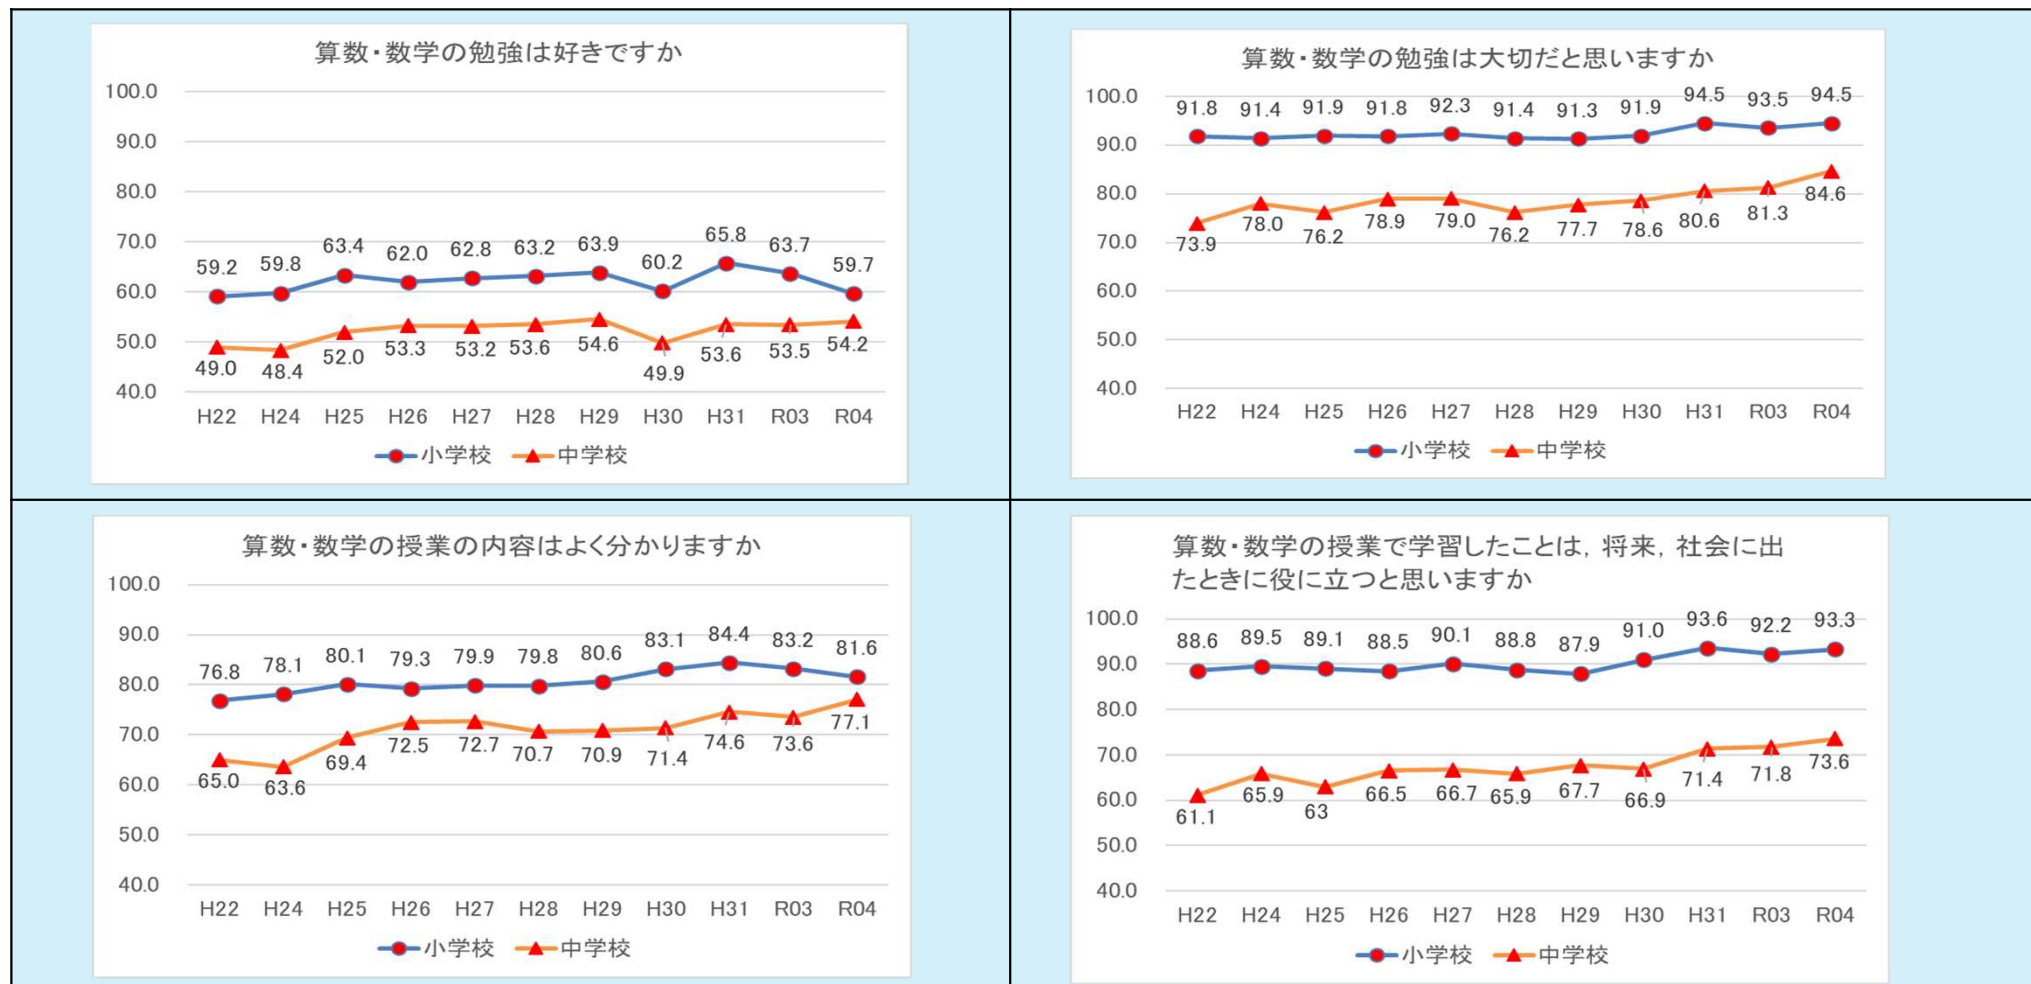 算数・数学の勉強は好きですか
100.0
90.0
80.0
70.0
60.0
50.0
40.0
59.2 59.8 63.4 62.0 62.8 63.2 63.9 60.2 65.8 63.7 59.7
49.0 48.4 52.0 53.3 53.2 53.6 54.6 49.9 53.6 53.5 54.2
H22 H24 H25 H26 H27 H28 H29 H30 H31 R03 R04
小学校 中学校
算数・数学の勉強は大切だと思いますか
100.0
90.0
80.0
70.0
60.0
50.0
40.0
91.8 91.4 91.9 91.8 92.3 91.4 91.3 91.9 94.5 93.5 94.5
73.9 78.0 76.2 78.9 79.0 76.2 77.7 78.6 80.6 81.3 84.6
H22 H24 H25 H26 H27 H28 H29 H30 H31 R03 R04
小学校 中学校
算数・数学の授業の内容はよく分かりますか
100.0
90.0
80.0
70.0
60.0
50.0
40.0
76.8 78.1 80.1 79.3 79.9 79.8 80.6 83.1 84.4 83.2 81.6
65.0 63.6 69.4 72.5 72.7 70.7 70.9 71.4 74.6 73.6 77.1
H22 H24 H25 H26 H27 H28 H29 H30 H31 R03 R04
小学校 中学校
算数・数学の授業で学習したことは, 将来, 社会に出
たときに役に立つと思いますか
100.0
90.0
80.0
70.0
60.0
50.0
40.0
88.6 89.5 89.1 88.5 90.1 88.8 87.9 91.0 93.6 92.2 93.3
61.1 65.9 63 66.5 66.7 65.9 67.7 66.9 71.4 71.8 73.6
H22 H24 H25 H26 H27 H28 H29 H30 H31 R03 R04
小学校 中学校